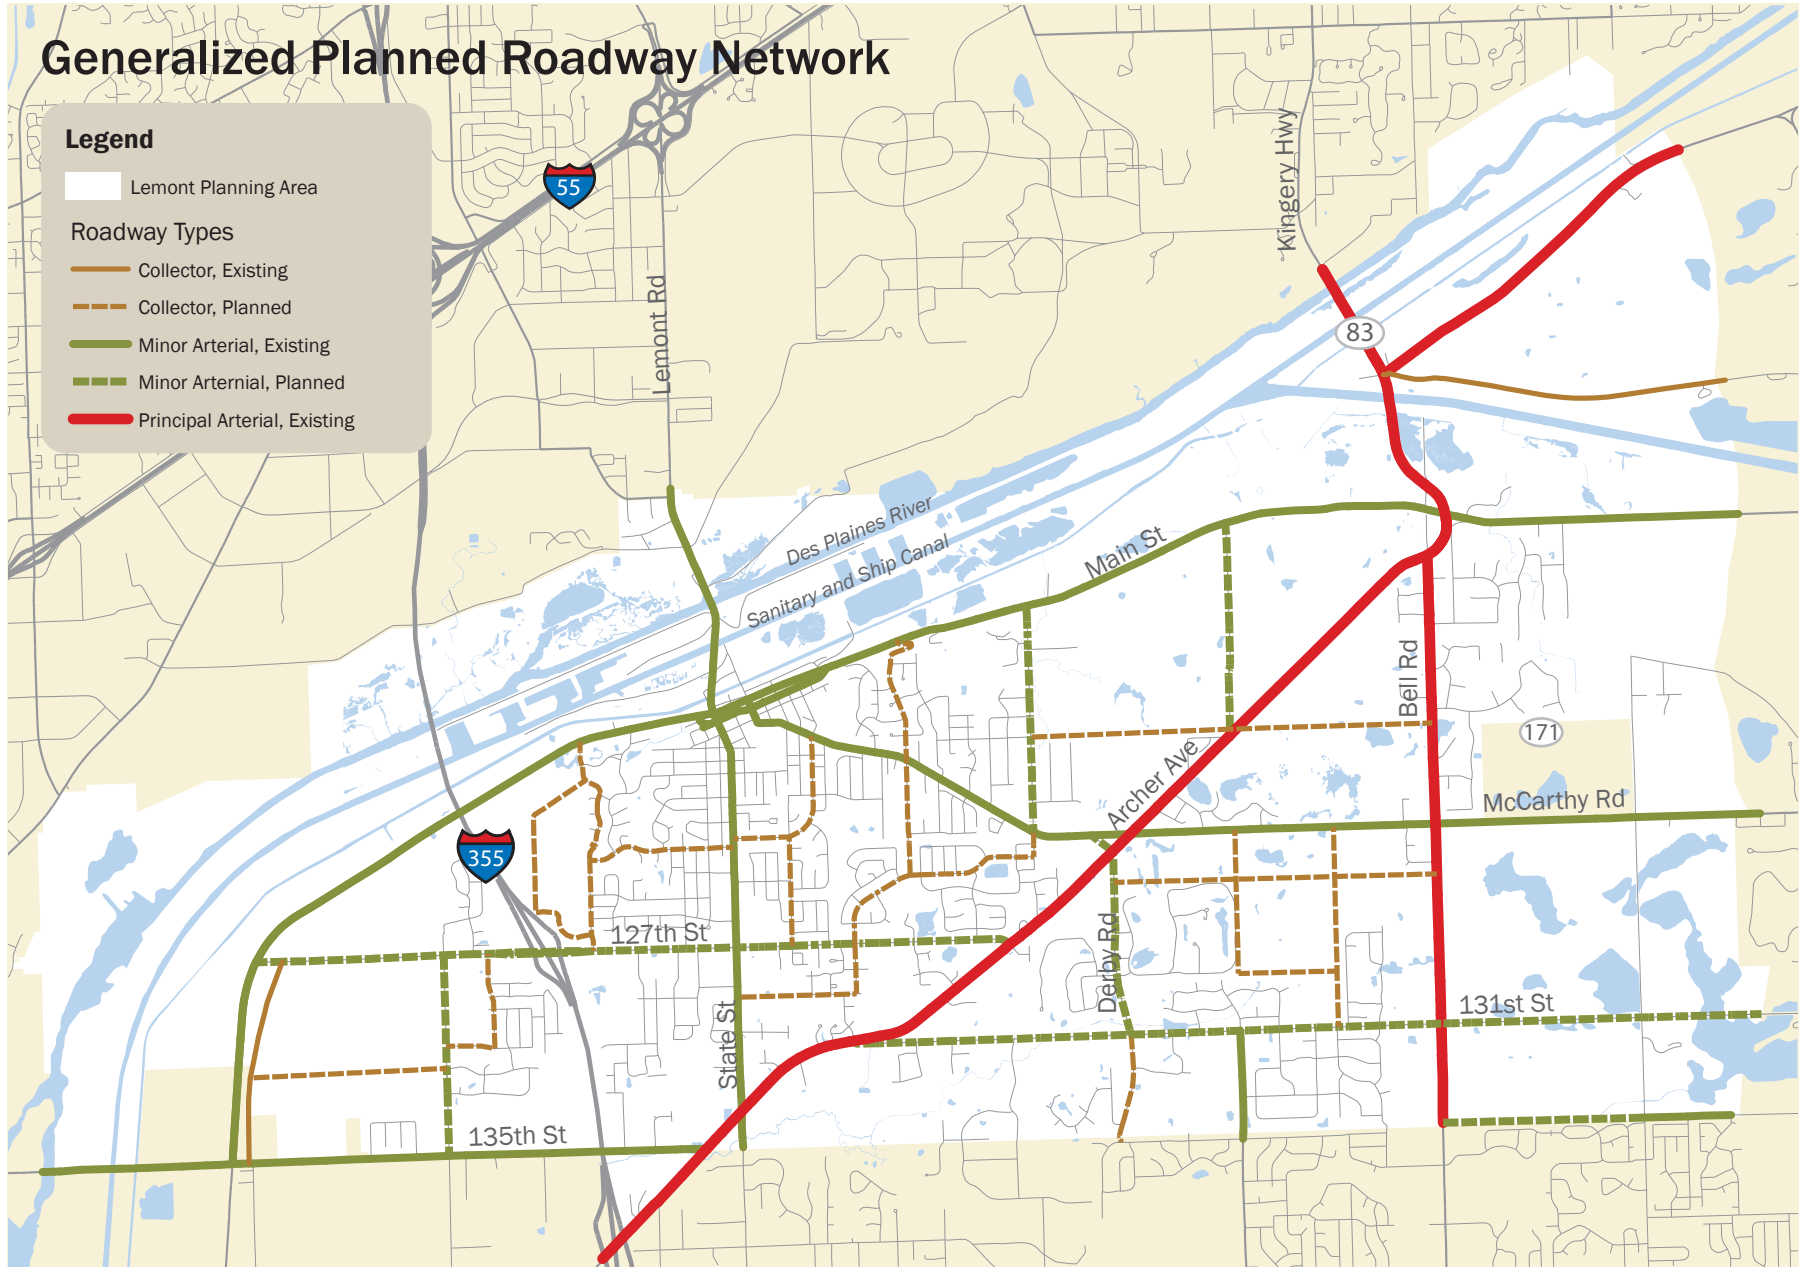 Generalized Planned Roadway Network
Legend
Lemont Planning Area
Roadway Types
Collector, Existing
Collector, Planned
Minor Arterial, Existing
Minor Arternial, Planned
Principal Arterial, Existing
55
Lemont Rd
Kingery Hwy
83
Des Plaines River
Sanitary and Ship Canal
Main St
Bell Rd
171
Archer Ave
McCarthy Rd
355
127th St
Derby Rd
131st St
State St
135th St